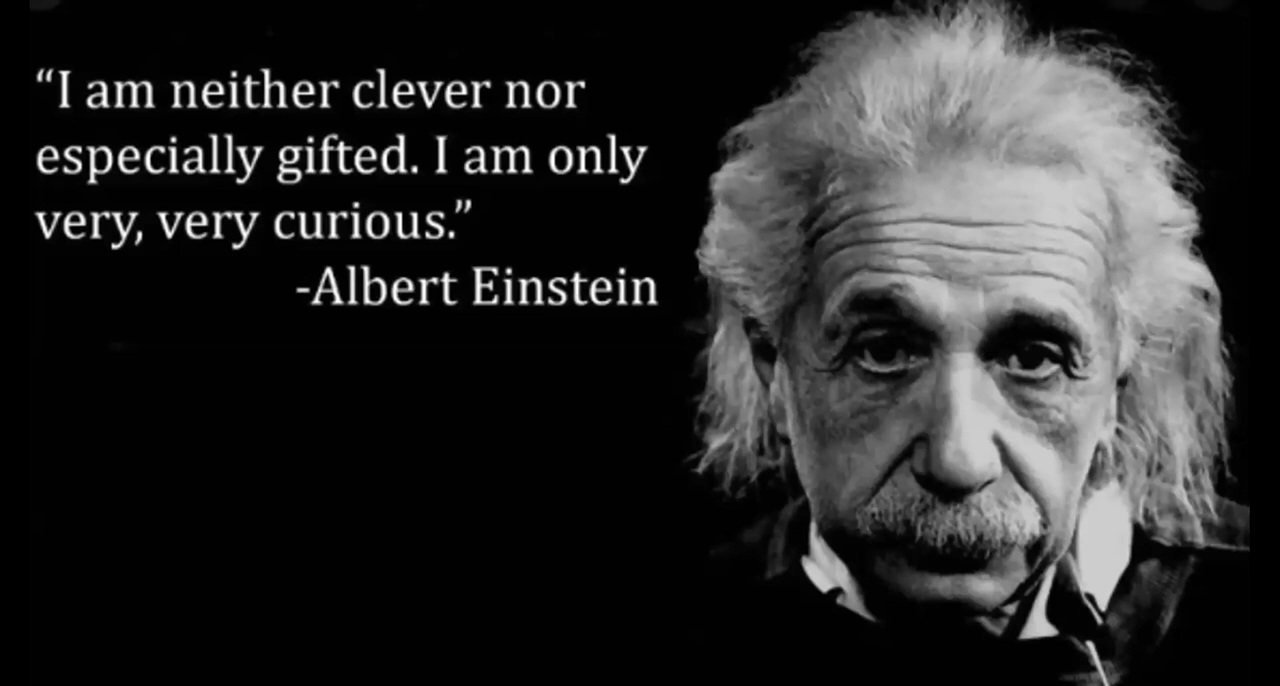 “I am neither clever nor
especially gifted. I am only
very, very curious.”
-Albert Einstein